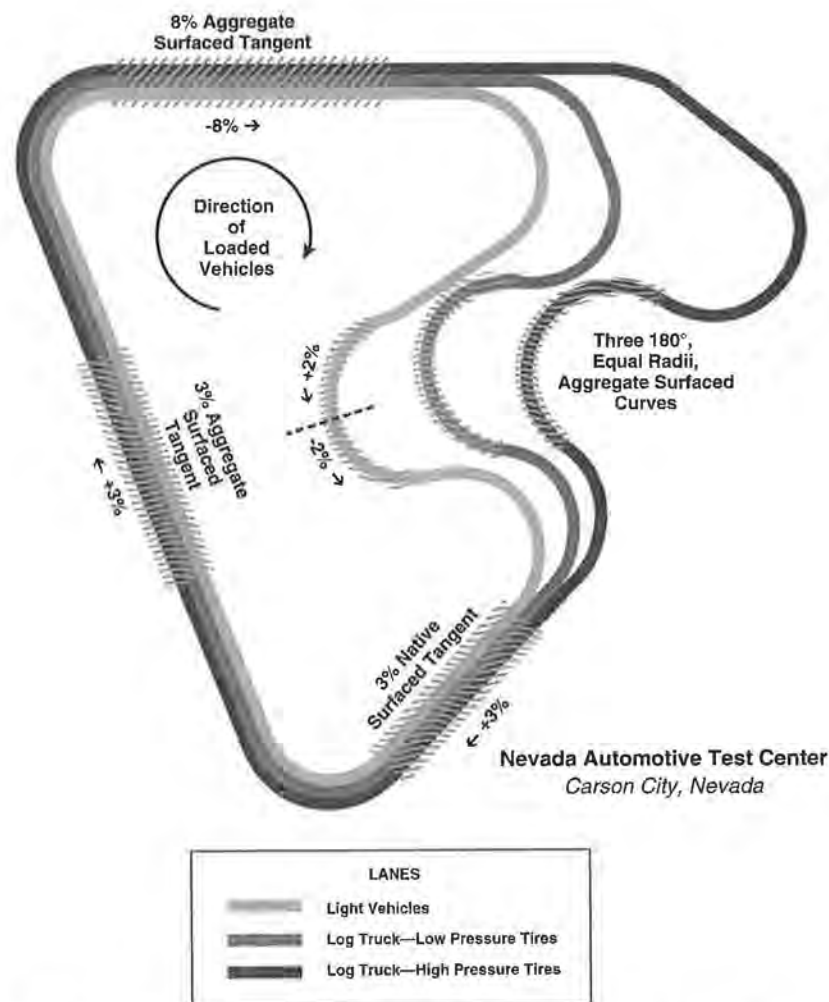 8% Aggregate
Surfaced Tangent
-8% →
Direction
of
Loaded
Vehicles
← +2%
-2% →
Three 180°,
Equal Radii,
Aggregate Surfaced
Curves
3% Aggregate
Surfaced
Tangent
← +3%
3% Native
Surfaced Tangent
← +3%
Nevada Automotive Test Center
Carson City, Nevada
LANES
Light Vehicles
Log Truck—Low Pressure Tires
Log Truck—High Pressure Tires